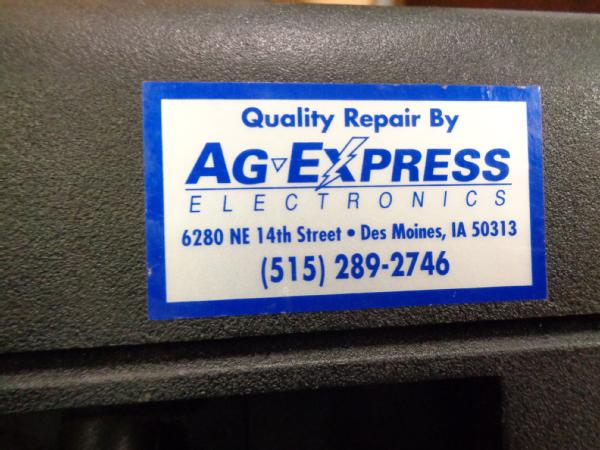 Quality Repair By
AG-EXPRESS
ELECTRONICS
6280 NE 14th Street • Des Moines, IA 50313
(515) 289-2746